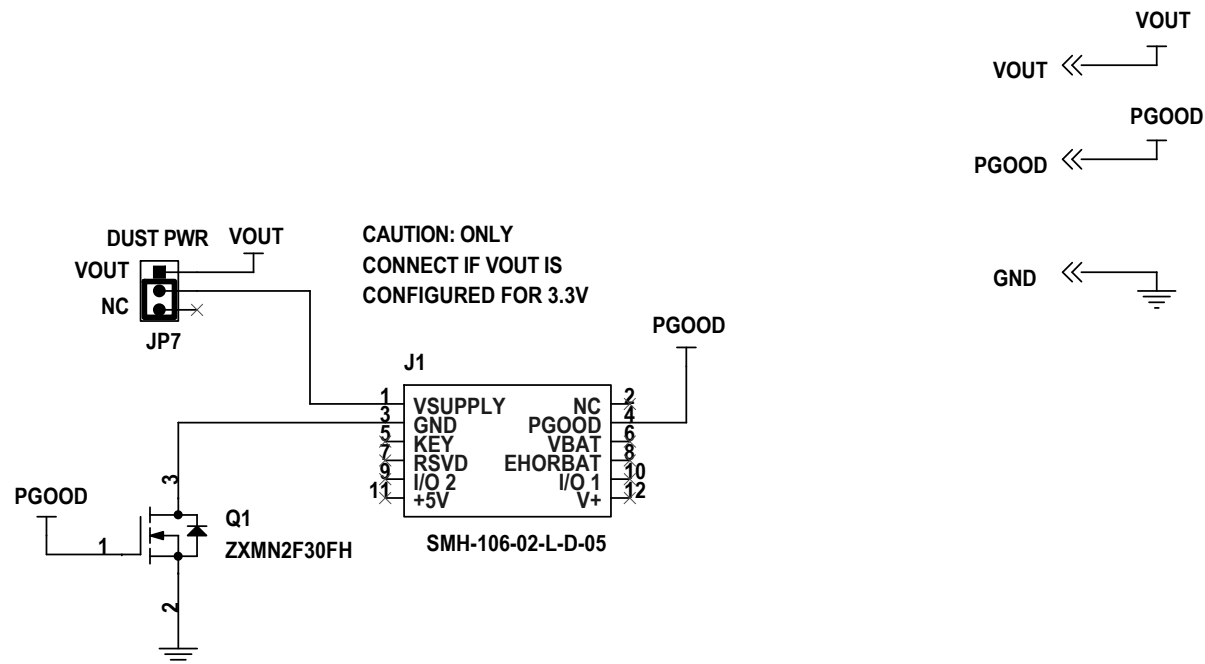 VOUT
VOUT
PGOOD
PGOOD
GND
DUST PWR VOUT
VOUT
NC
JP7
CAUTION: ONLY
CONNECT IF VOUT IS
CONFIGURED FOR 3.3V
PGOOD
J1
1 VSUPPLY NC 2
3 GND PGOOD 4
5 KEY VBAT 6
7 RSVD EHORBAT 8
9 I/O 2 I/O 1 10
11 +5V V+ 12
SMH-106-02-L-D-05
PGOOD
3
1
2
Q1
ZXMN2F30FH